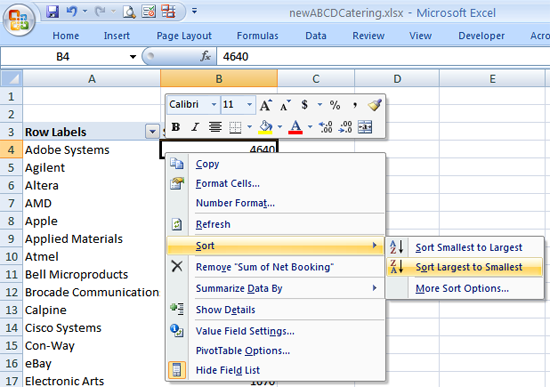 newABCDCatering.xlsx - Microsoft Excel
Home Insert Page Layout Formulas Data Review View
B4 fx 4640
A B C D E
1
2
Calibri 11 A A $ % ,
B I A .0 .00 .00 .0
3 Row Labels
4 Adobe Systems 4640
5 Agilent
6 Altera
7 AMD
8 Apple
9 Applied Materials
10 Atmel
11 Bell Microproducts
12 Brocade Communication
13 Calpine
14 Cisco Systems
15 Con-Way
16 eBay
17 Electronic Arts
Copy
Format Cells...
Number Format...
Refresh
Sort
Remove "Sum of Net Booking"
Summarize Data By
Show Details
Value Field Settings...
PivotTable Options...
Hide Field List
Sort Smallest to Largest
Sort Largest to Smallest
More Sort Options...